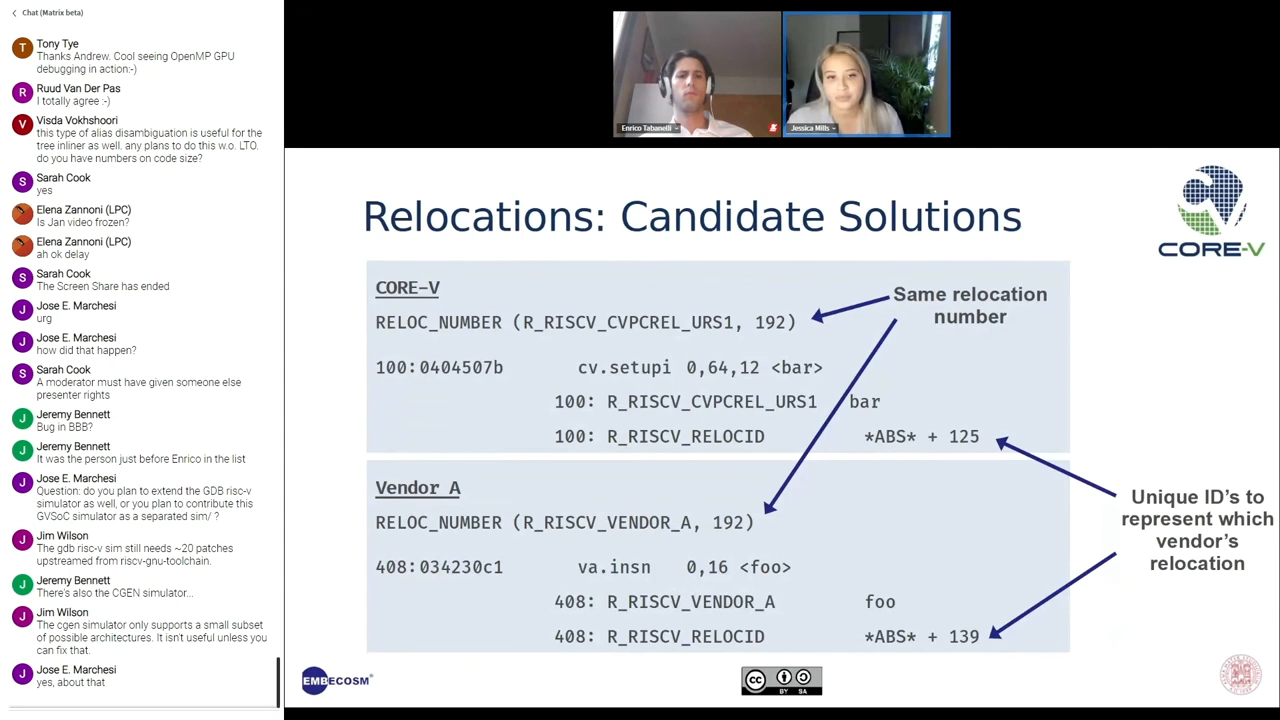 Chat (Matrix beta)
T
Tony Tye
Thanks Andrew. Cool seeing OpenMP GPU
debugging in action:-)
R
Ruud Van Der Pas
I totally agree :-)
V
Visda Vokhshoori
this type of alias disambiguation is useful for the
tree inliner as well. any plans to do this w.o. LTO.
do you have numbers on code size?
S
Sarah Cook
yes
Elena Zannoni (LPC)
Is Jan video frozen?
Elena Zannoni (LPC)
ah ok delay
S
Sarah Cook
The Screen Share has ended
J
Jose E. Marchesi
urg
J
Jose E. Marchesi
how did that happen?
S
Sarah Cook
A moderator must have given someone else
presenter rights
J
Jeremy Bennett
Bug in BBB?
J
Jeremy Bennett
It was the person just before Enrico in the list
J
Jose E. Marchesi
Question: do you plan to extend the GDB risc-v
simulator as well, or you plan to contribute this
GVSoC simulator as a separated sim/ ?
J
Jim Wilson
The gdb risc-v sim still needs ~20 patches
upstreamed from riscv-gnu-toolchain.
J
Jeremy Bennett
There's also the CGEN simulator...
J
Jim Wilson
The cgen simulator only supports a small subset
of possible architectures. It isn't useful unless you
can fix that.
J
Jose E. Marchesi
yes, about that
Enrico Tabanelli
Jessica Mills
Relocations: Candidate Solutions
CORE-V
CORE-V
RELOC_NUMBER (R_RISCV_CVPCREL_URS1, 192)
100:0404507b cv.setupi 0,64,12 <bar>
100: R_RISCV_CVPCREL_URS1 bar
100: R_RISCV_RELOCID *ABS* + 125
Same relocation
number
Vendor A
RELOC_NUMBER (R_RISCV_VENDOR_A, 192)
408:034230c1 va.insn 0,16 <foo>
408: R_RISCV_VENDOR_A foo
408: R_RISCV_RELOCID *ABS* + 139
Unique ID's to
represent which
vendor's
relocation
EMBECOSM®
cc
BY SA